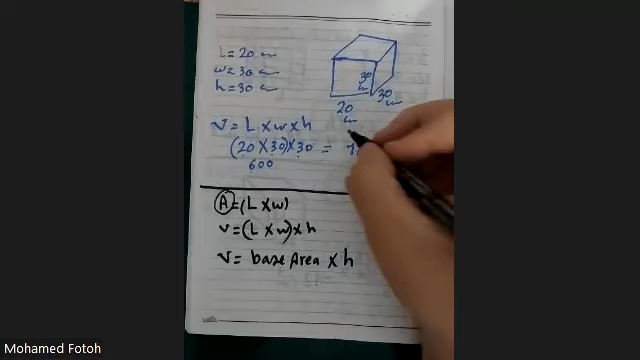 L = 20 cm
w = 30 cm
h = 30 cm
30
cm
30
cm
20
cm
V = L x w x h
(20 x 30) x 30 =
600
A = (L x w)
V = (L x w) x h
V = base Area x h
Mohamed Fotoh